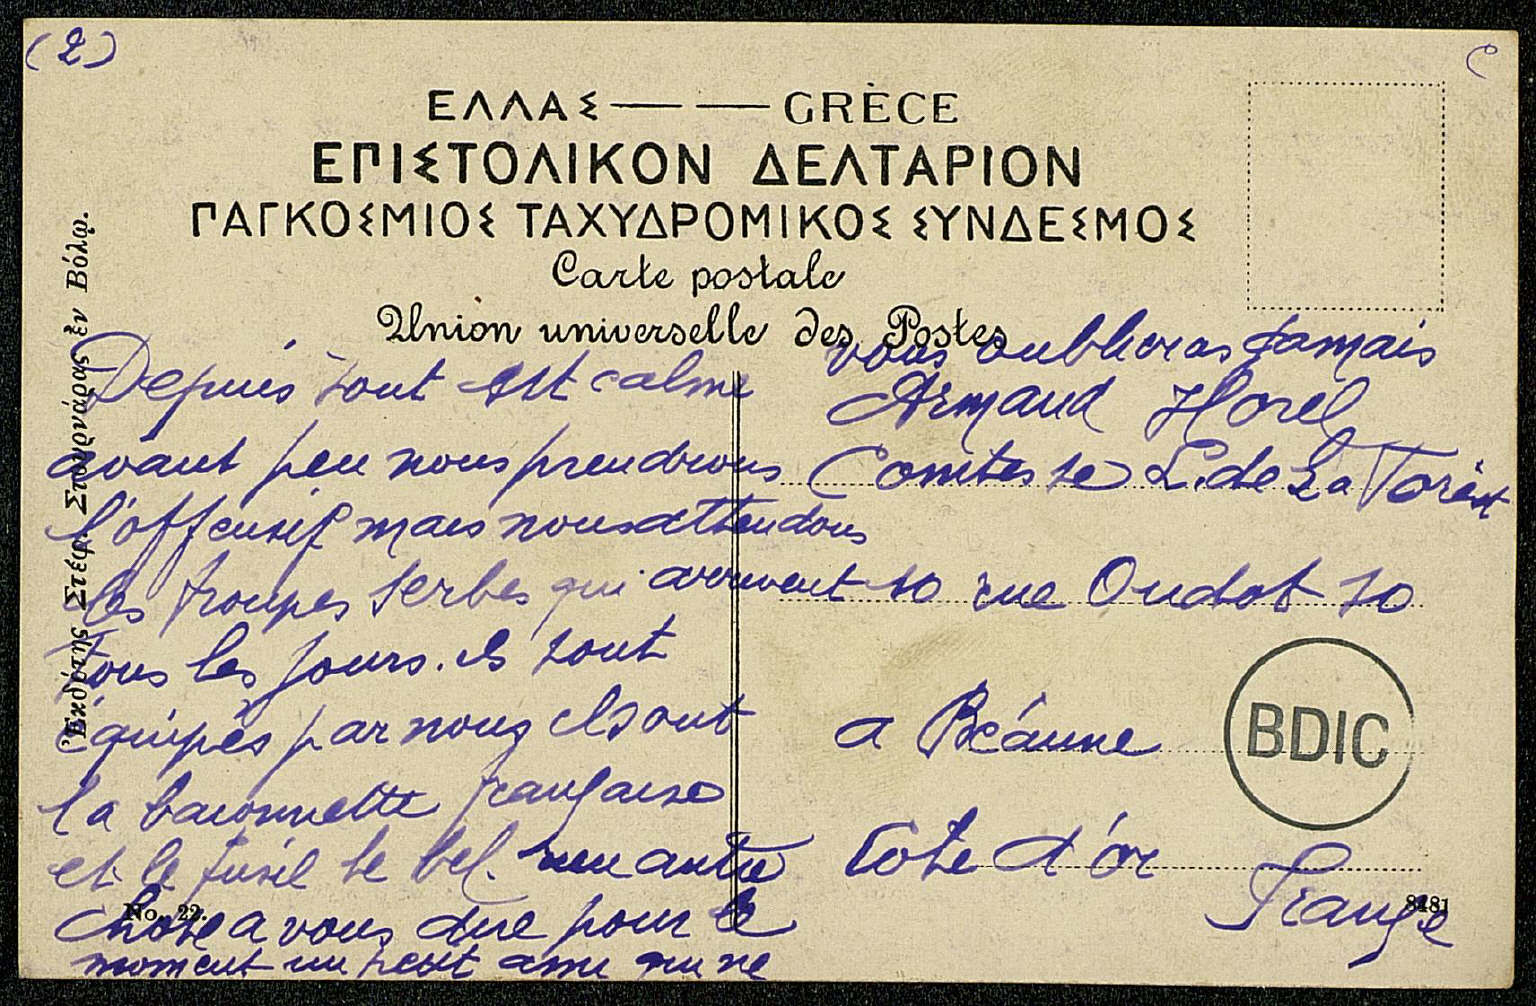 (2)
ΕΛΛΑΣ — — GRÈCE
ΕΠΙΣΤΟΛΙΚΟΝ ΔΕΛΤΑΡΙΟΝ
ΠΑΓΚΟΣΜΙΟΣ ΤΑΧΥΔΡΟΜΙΚΟΣ ΣΥΝΔΕΣΜΟΣ
Carte postale
Union universelle des Postes
Ἐκδότης Στέφ. Στουρνάρας ἐν Βόλῳ.
Depuis tout est calme
avant peu nous prendrons
l'offensif mais nous attendons
les troupes serbes qui arrivent
tous les jours. ils sont
équipés par nous ils ont
la baionnette française
et le fusil le bel. rien autre
chose a vous dire pour le
moment un petit ami qui ne
vous oublieras jamais
Armand Horel
Comtesse L. de La Forest
10 rue Oudot 10
a Béaune
Cote d'or
France
BDIC
No. 22.
8481